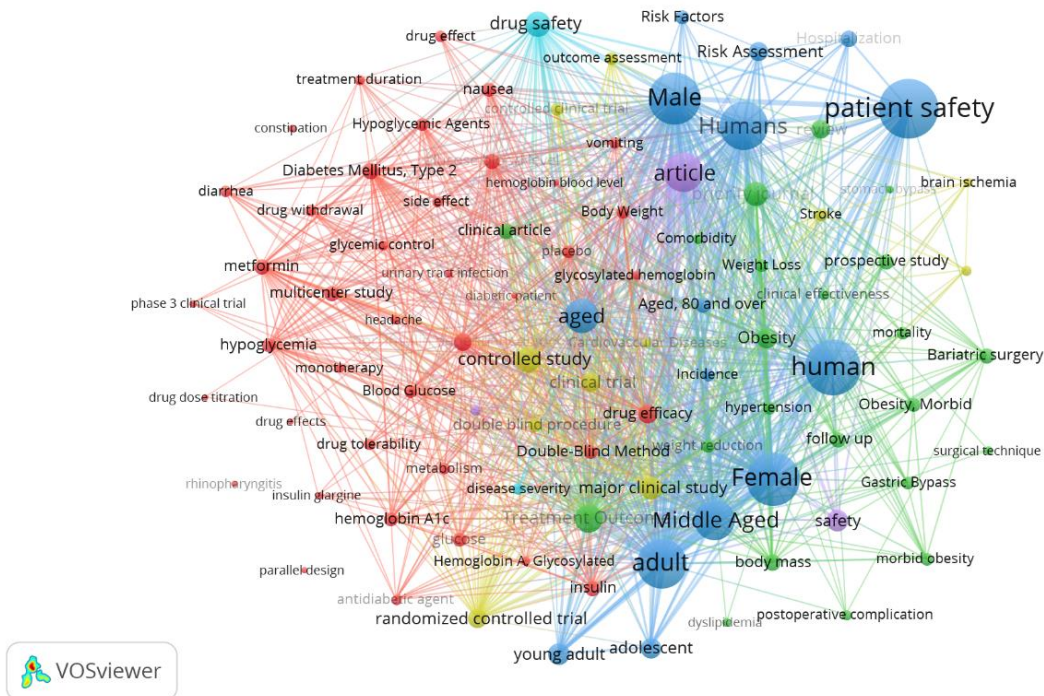 Risk Factors
drug safety
drug effect
Hospitalization
Risk Assessment
outcome assessment
treatment duration
nausea
Male
patient safety
controlled clinical trial
Hypoglycemic Agents
Humans
review
constipation
vomiting
Diabetes Mellitus, Type 2
article
hemoglobin blood level
brain ischemia
diarrhea
priority journal
stomach bypass
side effect
drug withdrawal
Body Weight
Stroke
clinical article
Comorbidity
glycemic control
placebo
metformin
urinary tract infection
glycosylated hemoglobin
Weight Loss
prospective study
multicenter study
diabetic patient
clinical effectiveness
phase 3 clinical trial
Aged, 80 and over
aged
headache
mortality
Obesity
Cardiovascular Diseases
hypoglycemia
controlled study
Bariatric surgery
monotherapy
human
Incidence
clinical trial
Blood Glucose
drug dose titration
Obesity, Morbid
hypertension
drug efficacy
drug effects
double blind procedure
follow up
drug tolerability
weight reduction
Double-Blind Method
surgical technique
metabolism
Female
rhinopharyngitis
Gastric Bypass
major clinical study
disease severity
insulin glargine
hemoglobin A1c
Treatment Outcome
Middle Aged
safety
glucose
morbid obesity
Hemoglobin A, Glycosylated
adult
body mass
parallel design
insulin
antidiabetic agent
postoperative complication
randomized controlled trial
dyslipidemia
adolescent
young adult
VOSviewer